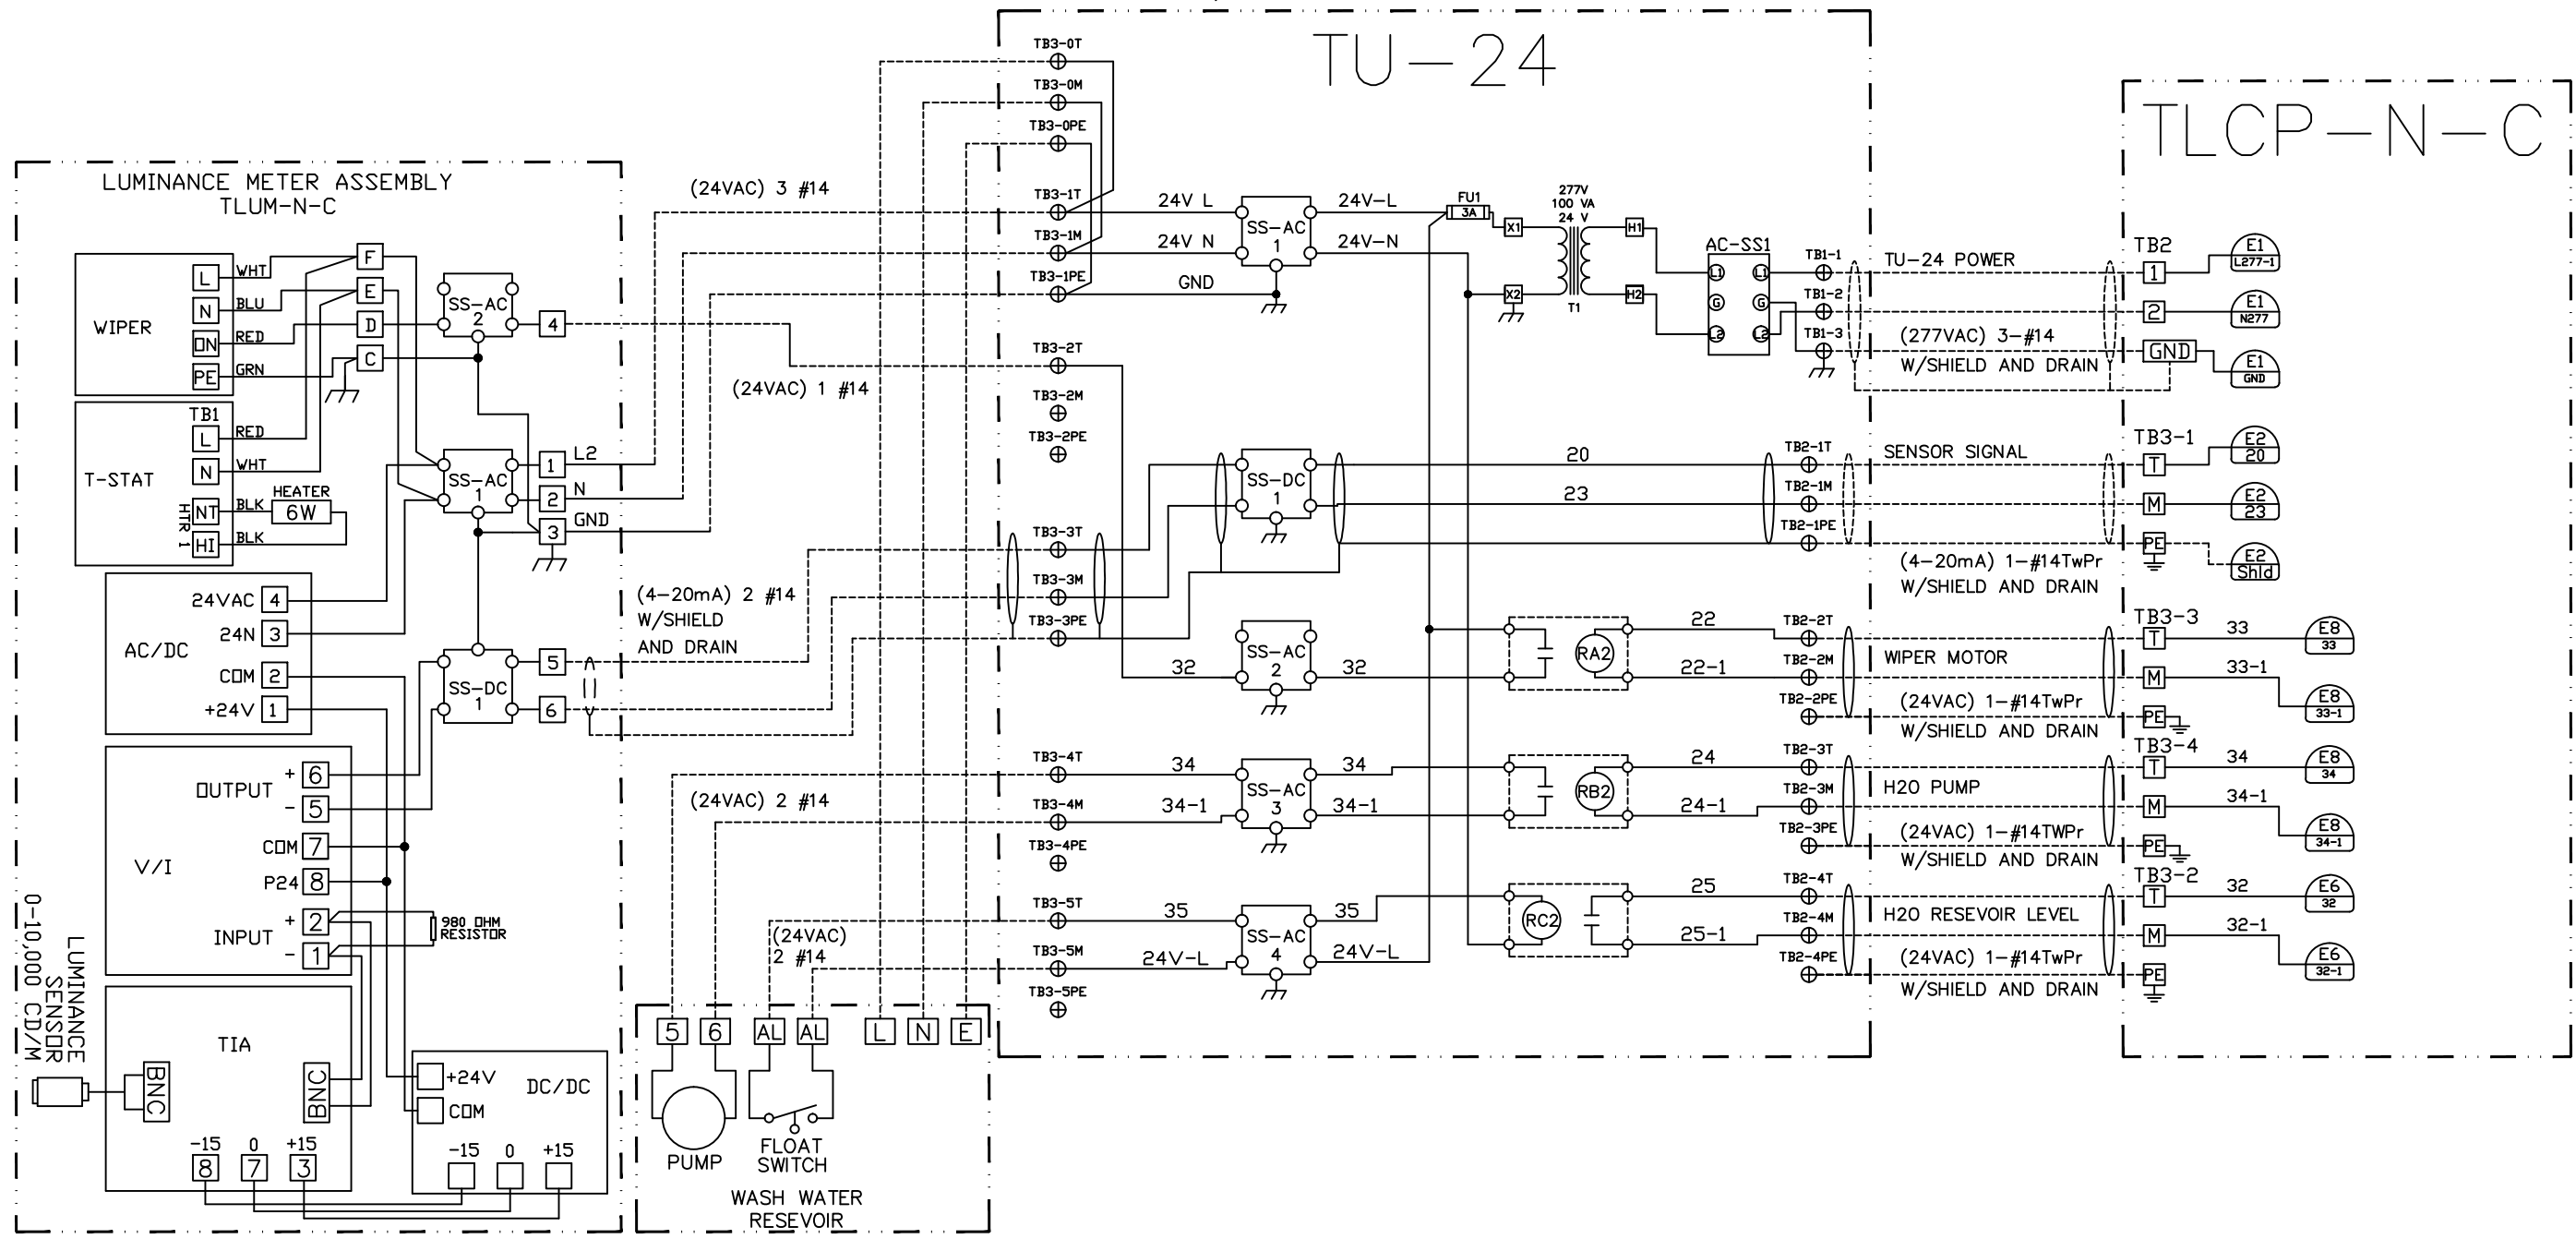 TU-24
TLCP-N-C
LUMINANCE METER ASSEMBLY
TLUM-N-C
WIPER
L
N
ON
PE
WHT
BLU
RED
GRN
F
E
D
C
SS-AC
2
4
T-STAT
TB1
L
N
HTR 1
NT
HI
RED
WHT
BLK
BLK
HEATER
6W
SS-AC
1
1
2
3
L2
N
GND
AC/DC
24VAC 4
24N 3
COM 2
+24V 1
SS-DC
1
5
6
V/I
OUTPUT
+ 6
- 5
COM 7
P24 8
INPUT
+ 2
- 1
980 OHM
RESISTOR
LUMINANCE
SENSOR
0-10,000 CD/M
TIA
BNC
BNC
-15 0 +15
8 7 3
DC/DC
+24V
COM
-15 0 +15
(24VAC) 3 #14
(24VAC) 1 #14
(4-20mA) 2 #14
W/SHIELD
AND DRAIN
(24VAC) 2 #14
(24VAC)
2 #14
5 6 AL AL L N E
PUMP
FLOAT
SWITCH
WASH WATER
RESEVOIR
TB3-0T
TB3-0M
TB3-0PE
TB3-1T
TB3-1M
TB3-1PE
TB3-2T
TB3-2M
TB3-2PE
TB3-3T
TB3-3M
TB3-3PE
TB3-4T
TB3-4M
TB3-4PE
TB3-5T
TB3-5M
TB3-5PE
24V L
24V N
GND
SS-AC
1
24V-L
24V-N
FU1
3A
277V
100 VA
24 V
X1
X2
T1
H1
H2
AC-SS1
L1 L1
G G
L2 L2
TB1-1
TB1-2
TB1-3
SS-DC
1
20
23
TB2-1T
TB2-1M
TB2-1PE
32
SS-AC
2
32
RA2
22
22-1
TB2-2T
TB2-2M
TB2-2PE
34
34-1
SS-AC
3
34
34-1
RB2
24
24-1
TB2-3T
TB2-3M
TB2-3PE
35
24V-L
SS-AC
4
35
24V-L
RC2
25
25-1
TB2-4T
TB2-4M
TB2-4PE
TU-24 POWER
(277VAC) 3-#14
W/SHIELD AND DRAIN
SENSOR SIGNAL
(4-20mA) 1-#14TwPr
W/SHIELD AND DRAIN
WIPER MOTOR
(24VAC) 1-#14TwPr
W/SHIELD AND DRAIN
H2O PUMP
(24VAC) 1-#14TWPr
W/SHIELD AND DRAIN
H2O RESEVOIR LEVEL
(24VAC) 1-#14TwPr
W/SHIELD AND DRAIN
TB2
1
2
GND
E1
L277-1
E1
N277
E1
GND
TB3-1
T
M
PE
E2
20
E2
23
E2
Shld
TB3-3
T
M
PE
33
33-1
E8
33
E8
33-1
TB3-4
T
M
PE
34
34-1
E8
34
E8
34-1
TB3-2
T
M
PE
32
32-1
E6
32
E6
32-1